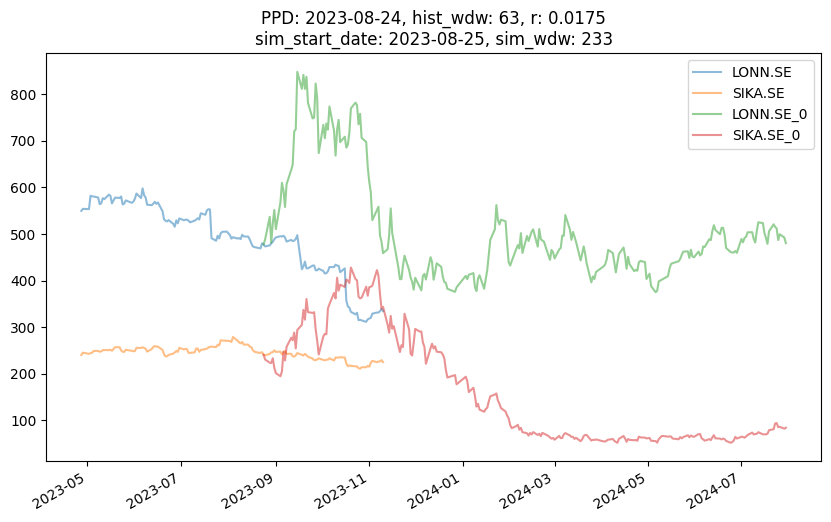 PPD: 2023-08-24, hist_wdw: 63, r: 0.0175
sim_start_date: 2023-08-25, sim_wdw: 233
LONN.SE
SIKA.SE
LONN.SE_0
SIKA.SE_0
800
700
600
500
400
300
200
100
2023-05
2023-07
2023-09
2023-11
2024-01
2024-03
2024-05
2024-07